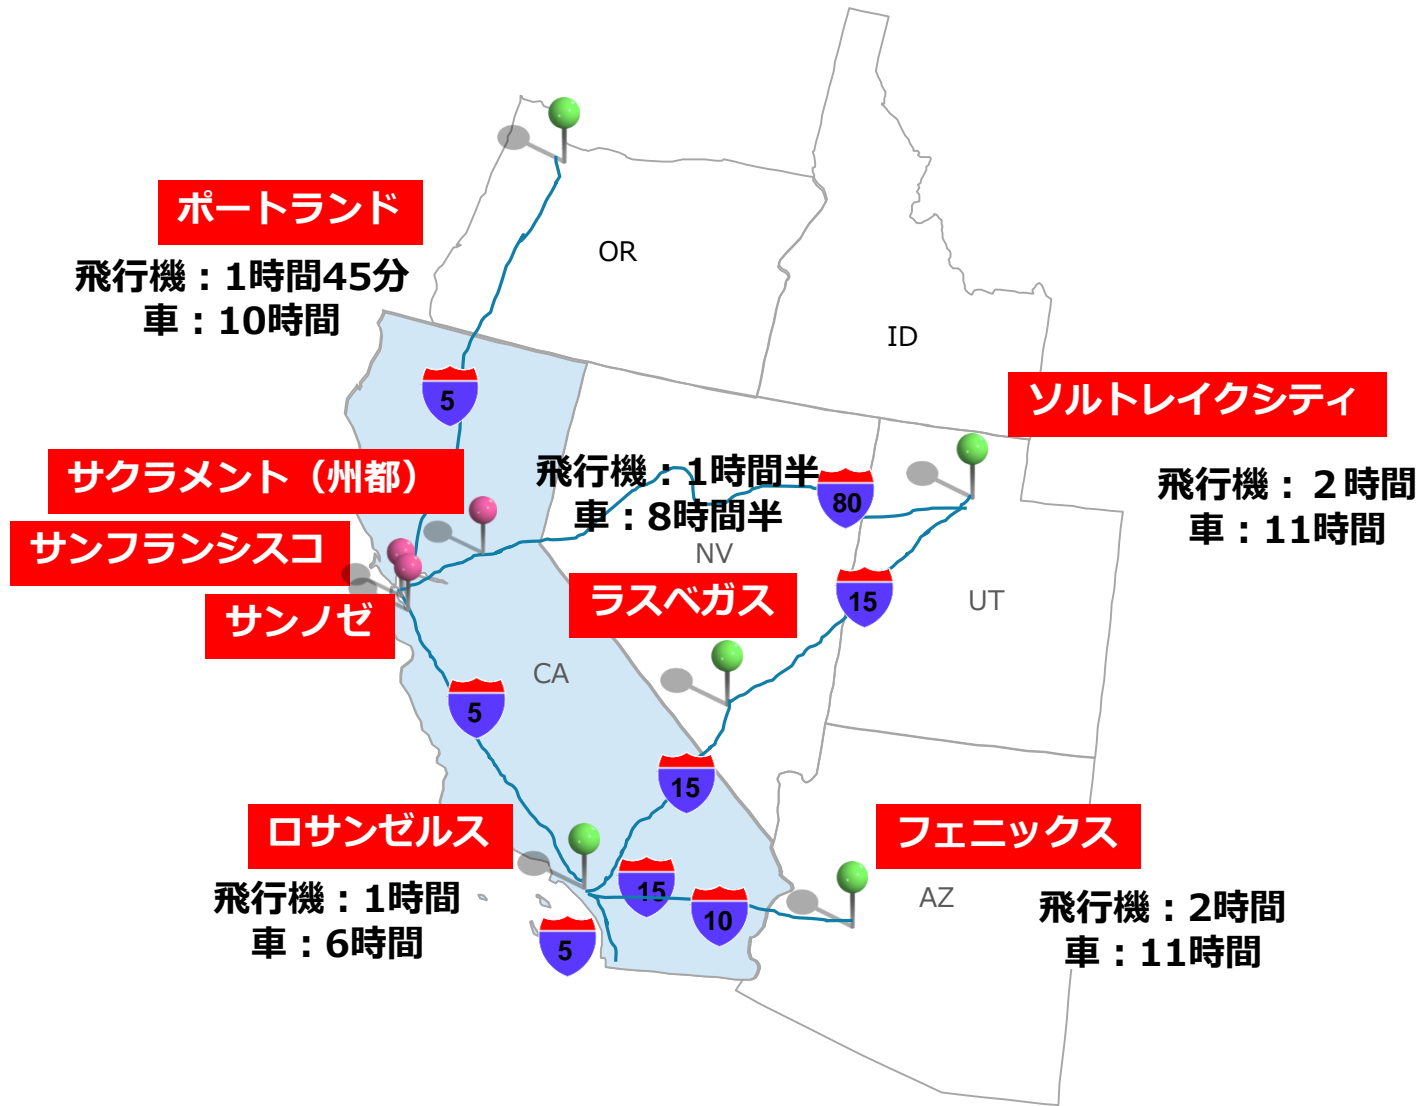 ポートランド
飛行機：1時間45分
車：10時間
OR
ID
5
ソルトレイクシティ
飛行機：２時間
車：11時間
サクラメント（州都）
サンフランシスコ
サンノゼ
飛行機：1時間半
車：8時間半
80
NV
ラスベガス
15
UT
CA
5
15
ロサンゼルス
飛行機：1時間
車：6時間
15
10
5
フェニックス
AZ
飛行機：2時間
車：11時間